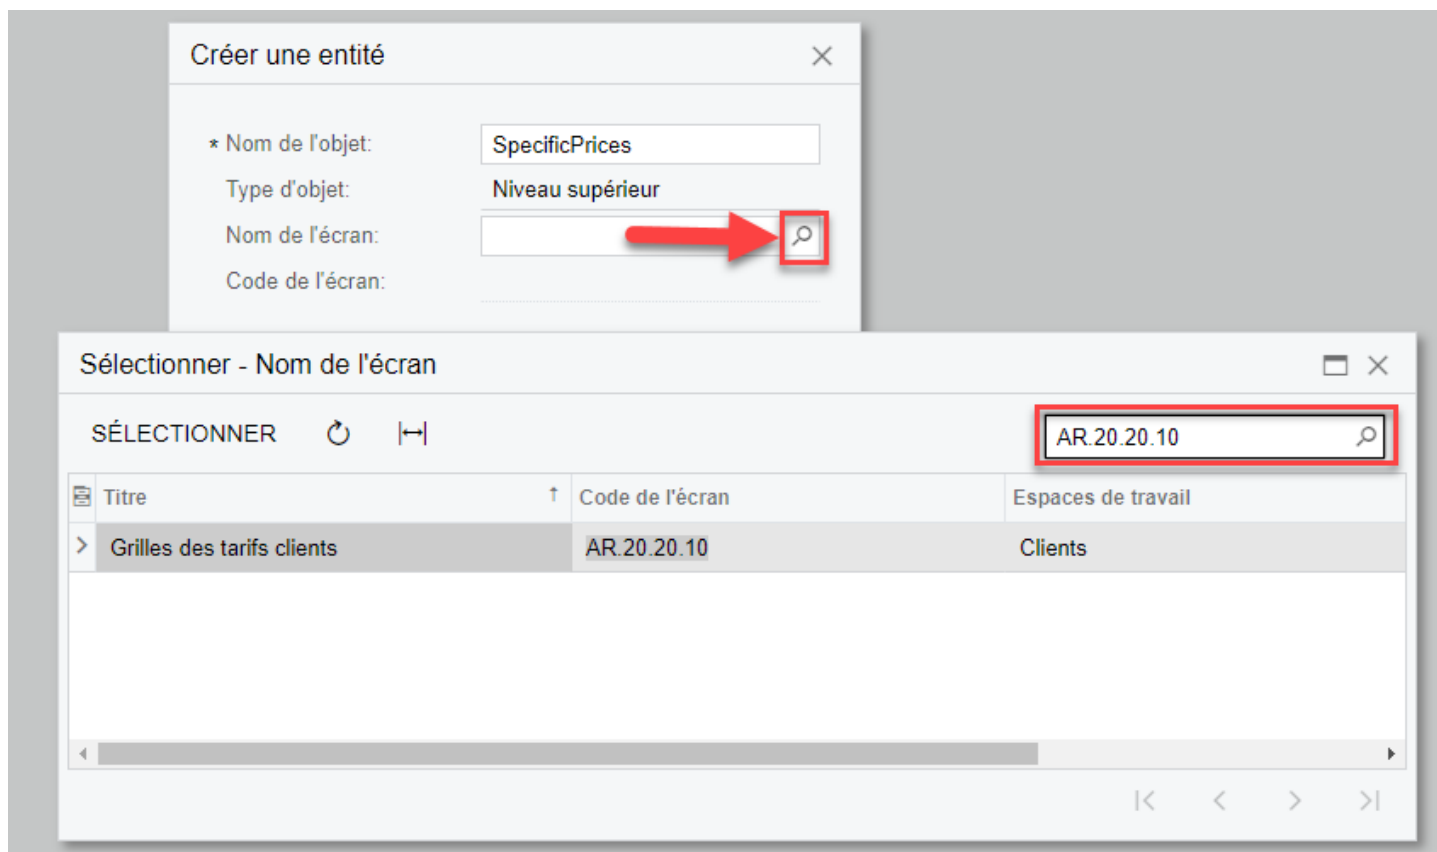 Créer une entité
* Nom de l'objet: SpecificPrices
Type d'objet: Niveau supérieur
Nom de l'écran:
Code de l'écran:
Sélectionner - Nom de l'écran
SÉLECTIONNER AR.20.20.10
Titre Code de l'écran Espaces de travail
Grilles des tarifs clients AR.20.20.10 Clients